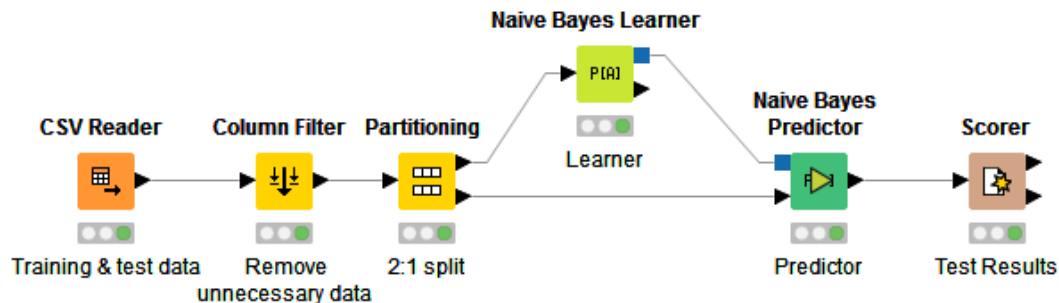 Naive Bayes Learner
P[A]
Learner
CSV Reader
Training & test data
Column Filter
Remove
unnecessary data
Partitioning
2:1 split
Naive Bayes
Predictor
Predictor
Scorer
Test Results